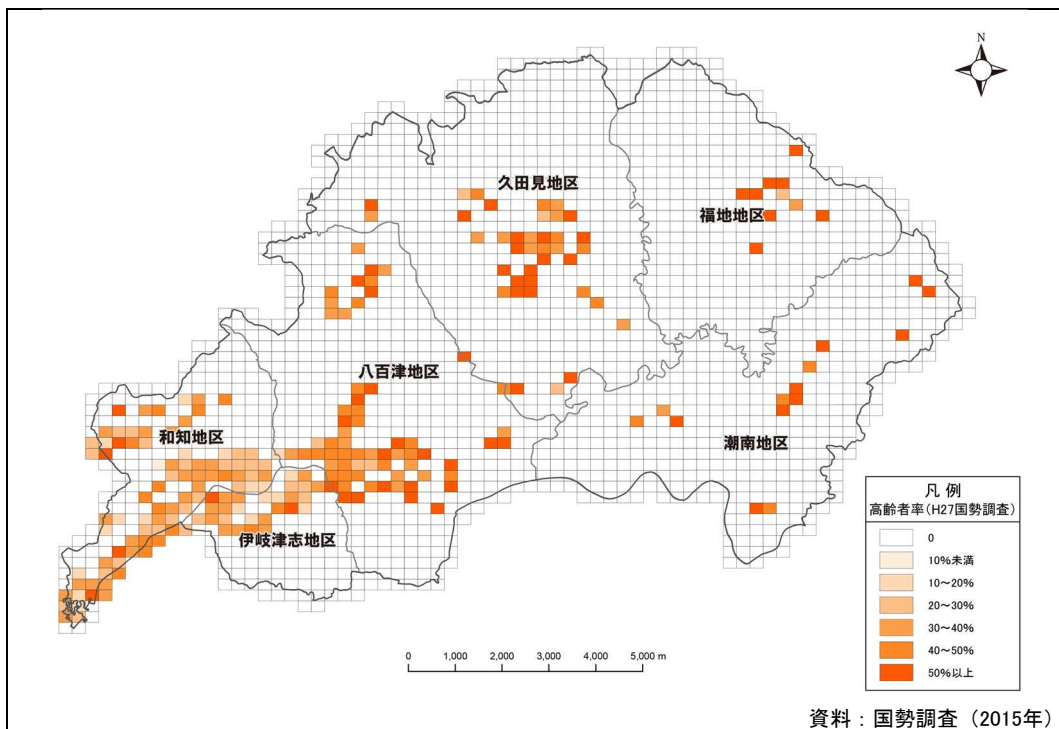 N
久田見地区
福地地区
八百津地区
和知地区
潮南地区
伊岐津志地区
凡 例
高齢者率(H27国勢調査)
0
10%未満
10～20%
20～30%
30～40%
40～50%
50%以上
0 1,000 2,000 3,000 4,000 5,000 m
資料：国勢調査（2015年）